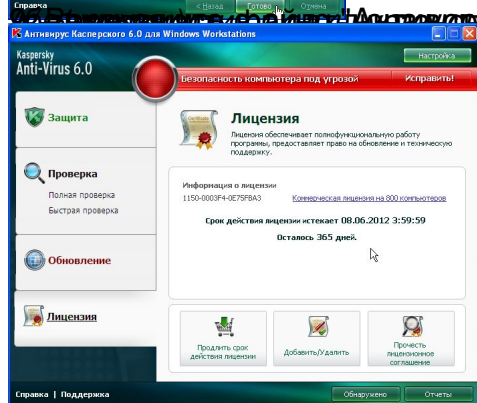 Справка
< Назад Готово Отмена
Антивирус Касперского 6.0 для Windows Workstations
Kaspersky
Anti-Virus 6.0
Настройка
Безопасность компьютера под угрозой Исправить!
Защита
Проверка
Полная проверка
Быстрая проверка
Обновление
Лицензия
Лицензия
Лицензия обеспечивает полнофункциональную работу
программы, предоставляет право на обновление и техническую
поддержку.
Информация о лицензии
1150-0003F4-0E75FBA3 Коммерческая лицензия на 800 компьютеров
Срок действия лицензии истекает 08.06.2012 3:59:59
Осталось 365 дней.
Продлить срок
действия лицензии
Добавить/Удалить
Прочесть
лицензионное
соглашение
Справка | Поддержка
Обнаружено Отчеты